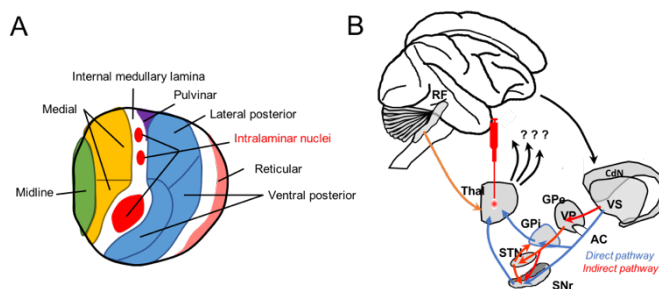 A
Internal medullary lamina
Medial
Pulvinar
Lateral posterior
Intralaminar nuclei
Reticular
Midline
Ventral posterior
B
RF
? ? ?
Thal
CdN
GPe
VP
VS
GPi
AC
STN
SNr
Direct pathway
Indirect pathway